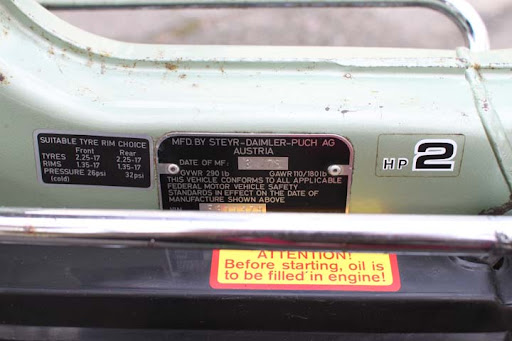 SUITABLE TYRE RIM CHOICE
Front Rear
TYRES 2.25-17 2.25-17
RIMS 1.35-17 1.35-17
PRESSURE 26psi 32psi
(cold)
MFD. BY STEYR-DAIMLER-PUCH AG
AUSTRIA
DATE OF MF:
GVWR 290 lb GAWR 110/180 lb
THIS VEHICLE CONFORMS TO ALL APPLICABLE
FEDERAL MOTOR VEHICLE SAFETY
STANDARDS IN EFFECT ON THE DATE OF
MANUFACTURE SHOWN ABOVE
HP 2
ATTENTION!
Before starting, oil is
to be filled in engine!